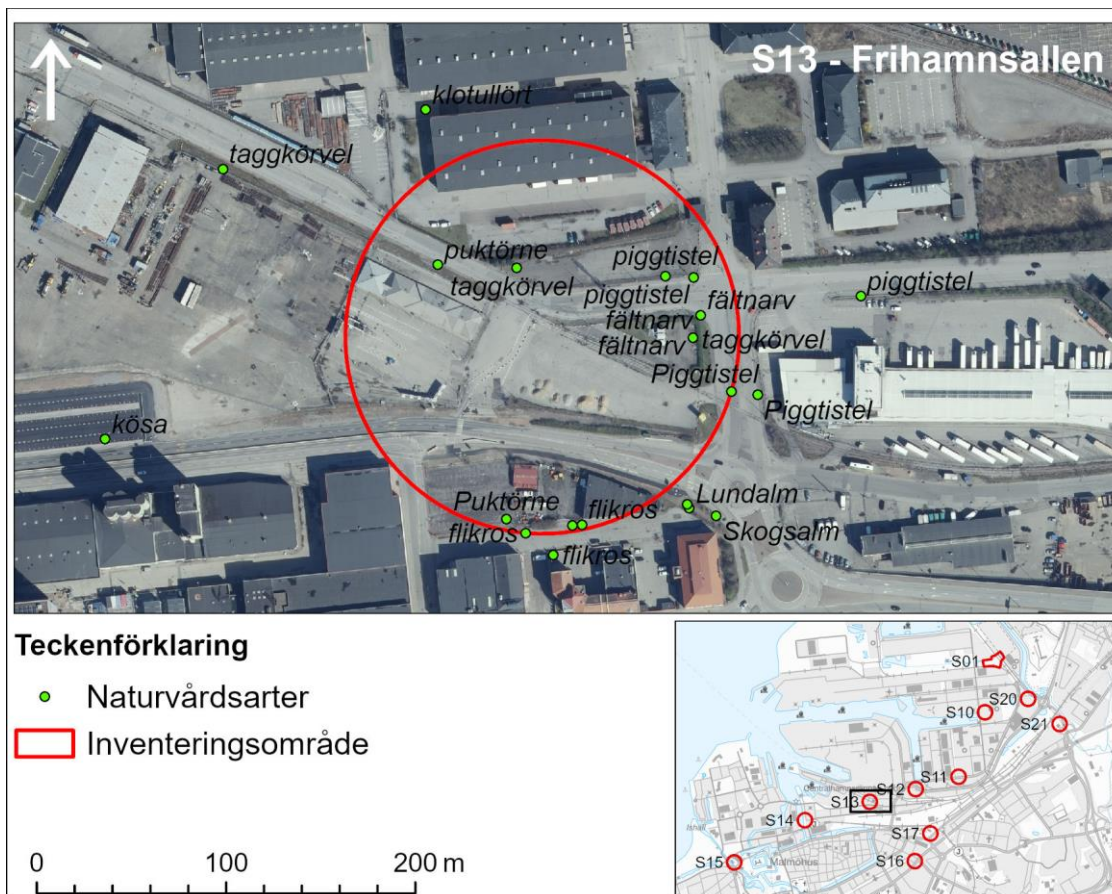 S13 - Frihamnsallen
klotullört
taggkörvel
puktörne
taggkörvel
piggtistel
piggtistel
piggtistel
fältnarv
fältnarv
fältnarv
taggkörvel
Piggtistel
Piggtistel
kösa
Puktörne
flikros
flikros
flikros
Lundalm
Skogsalm
Teckenförklaring
Naturvårdsarter
Inventeringsområde
0 100 200 m
S01
S20
S10
S21
S11
S12
S13
S14
S17
S15
Malmöhus
S16
3